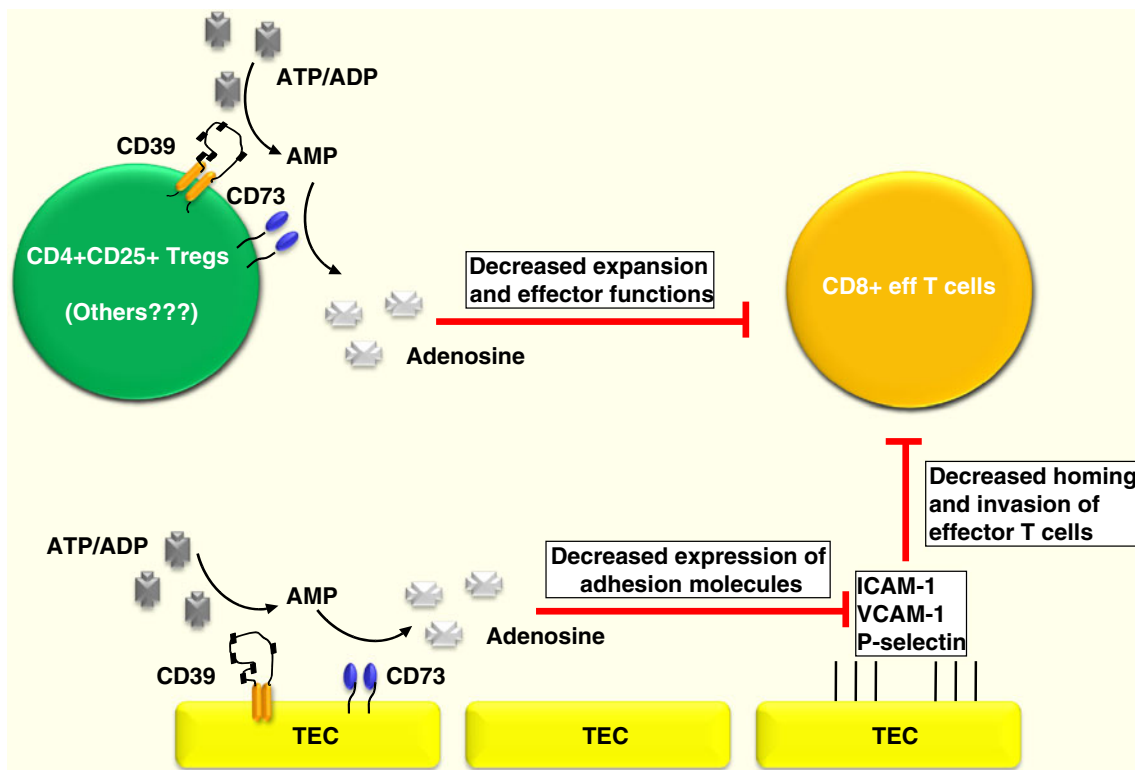 ATP/ADP
CD39
AMP
CD73
CD4+CD25+ Tregs
(Others???)
Decreased expansion
and effector functions
CD8+ eff T cells
Adenosine
Decreased homing
and invasion of
effector T cells
ATP/ADP
Decreased expression of
adhesion molecules
AMP
ICAM-1
VCAM-1
P-selectin
Adenosine
CD39
CD73
TEC
TEC
TEC